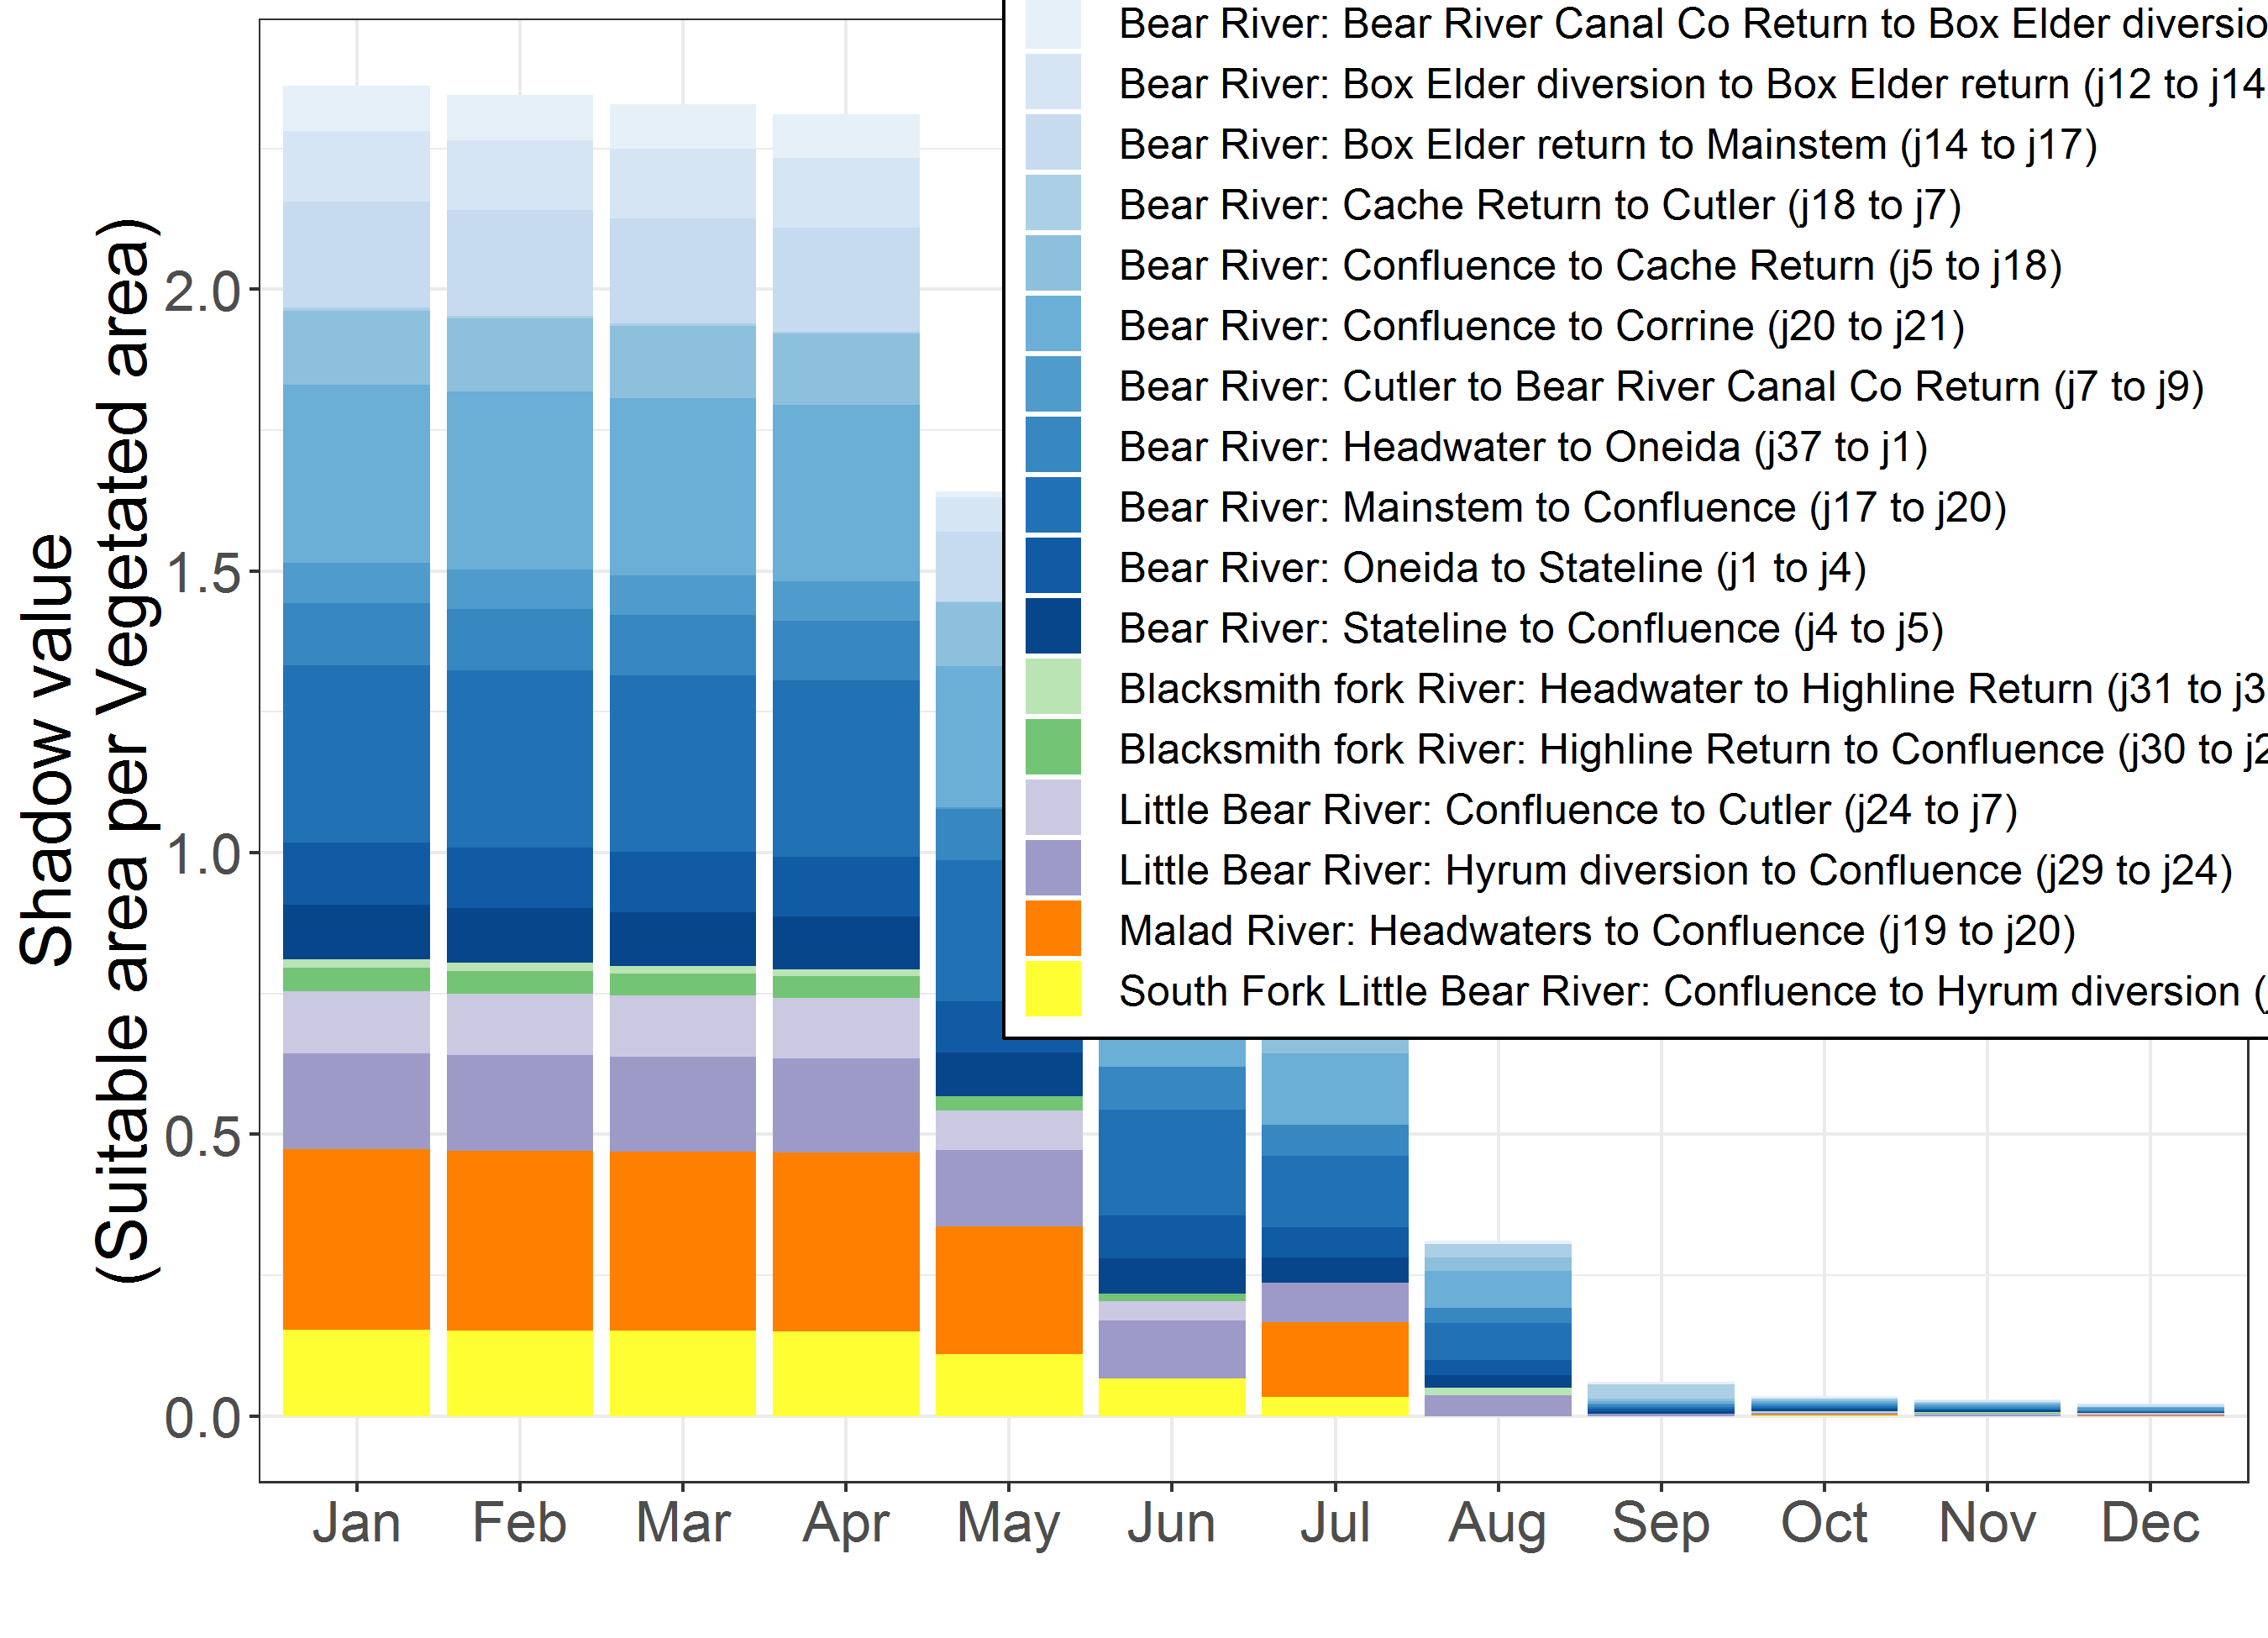 Bear River: Bear River Canal Co Return to Box Elder
Bear River: Box Elder diversion to Box Elder return (j12 to j14
Bear River: Box Elder return to Mainstem (j14 to j17)
Bear River: Cache Return to Cutler (j18 to j7)
Bear River: Confluence to Cache Return (j5 to j18)
Bear River: Confluence to Corrine (j20 to j21)
Bear River: Cutler to Bear River Canal Co Return (j7 to j9)
Bear River: Headwater to Oneida (j37 to j1)
Bear River: Mainstem to Confluence (j17 to j20)
Bear River: Oneida to Stateline (j1 to j4)
Bear River: Stateline to Confluence (j4 to j5)
Blacksmith fork River: Headwater to Highline Return (j31 to
Blacksmith fork River: Highline Return to Confluence (j30 to
Little Bear River: Confluence to Cutler (j24 to j7)
Little Bear River: Hyrum diversion to Confluence (j29 to j24)
Malad River: Headwaters to Confluence (j19 to j20)
South Fork Little Bear River: Confluence to Hyrum diversion
Shadow value
(Suitable area per Vegetated area)
2.0
1.5
1.0
0.5
0.0
Jan Feb Mar Apr May Jun Jul Aug Sep Oct Nov Dec